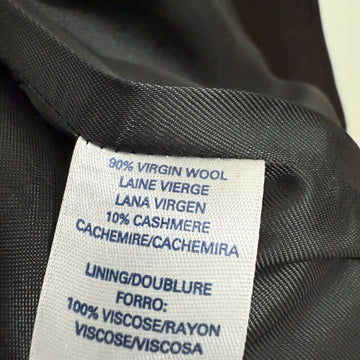 90% VIRGIN WOOL
LAINE VIERGE
LANA VIRGEN
10% CASHMERE
CACHEMIRE/CACHEMIRA
LINING/DOUBLURE
FORRO:
100% VISCOSE/RAYON
VISCOSE/VISCOSA